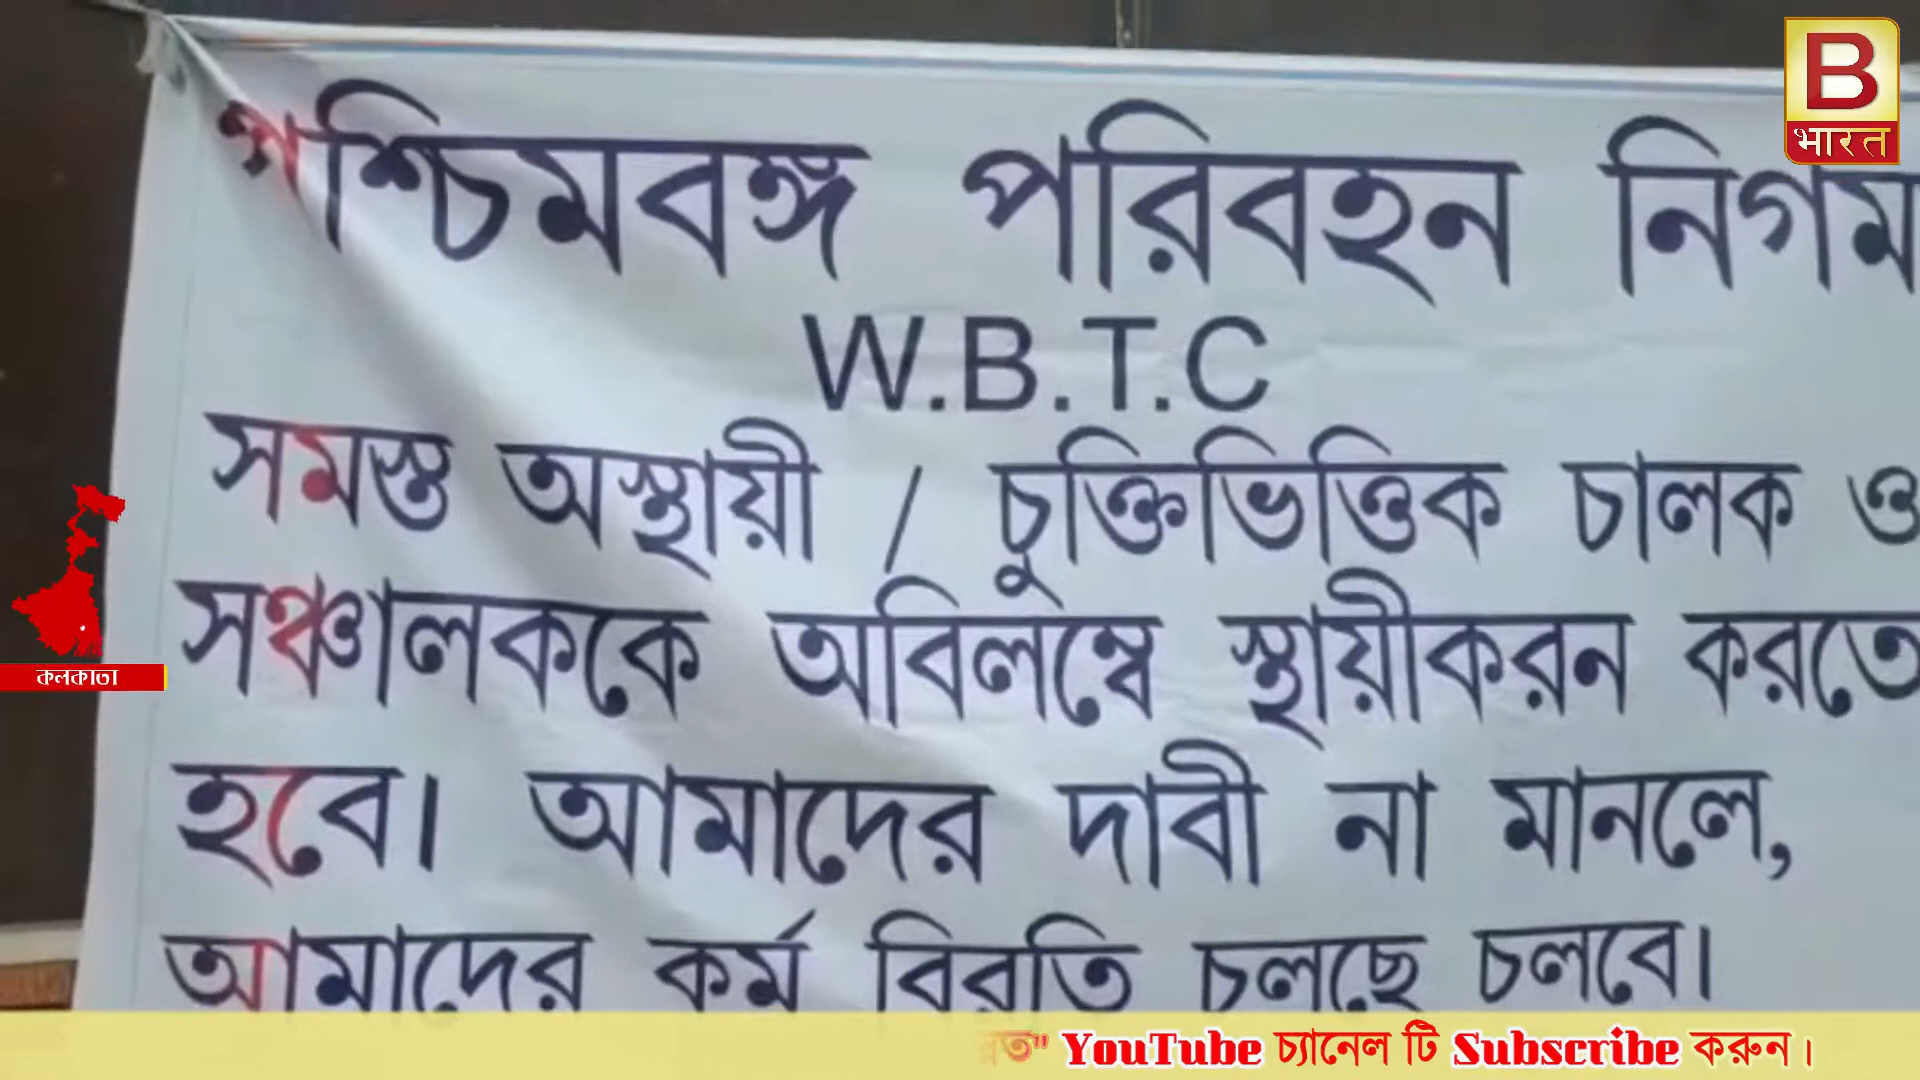 পশ্চিমবঙ্গ পরিবহন নিগম
W.B.T.C
সমস্ত অস্থায়ী / চুক্তিভিত্তিক চালক ও
সঞ্চালককে অবিলম্বে স্থায়ীকরন করতে
হবে। আমাদের দাবী না মানলে,
আমাদের কর্ম বিরতি চলছে চলবে।
B
भारत
কলকাতা
YouTube চ্যানেল টি Subscribe করুন।